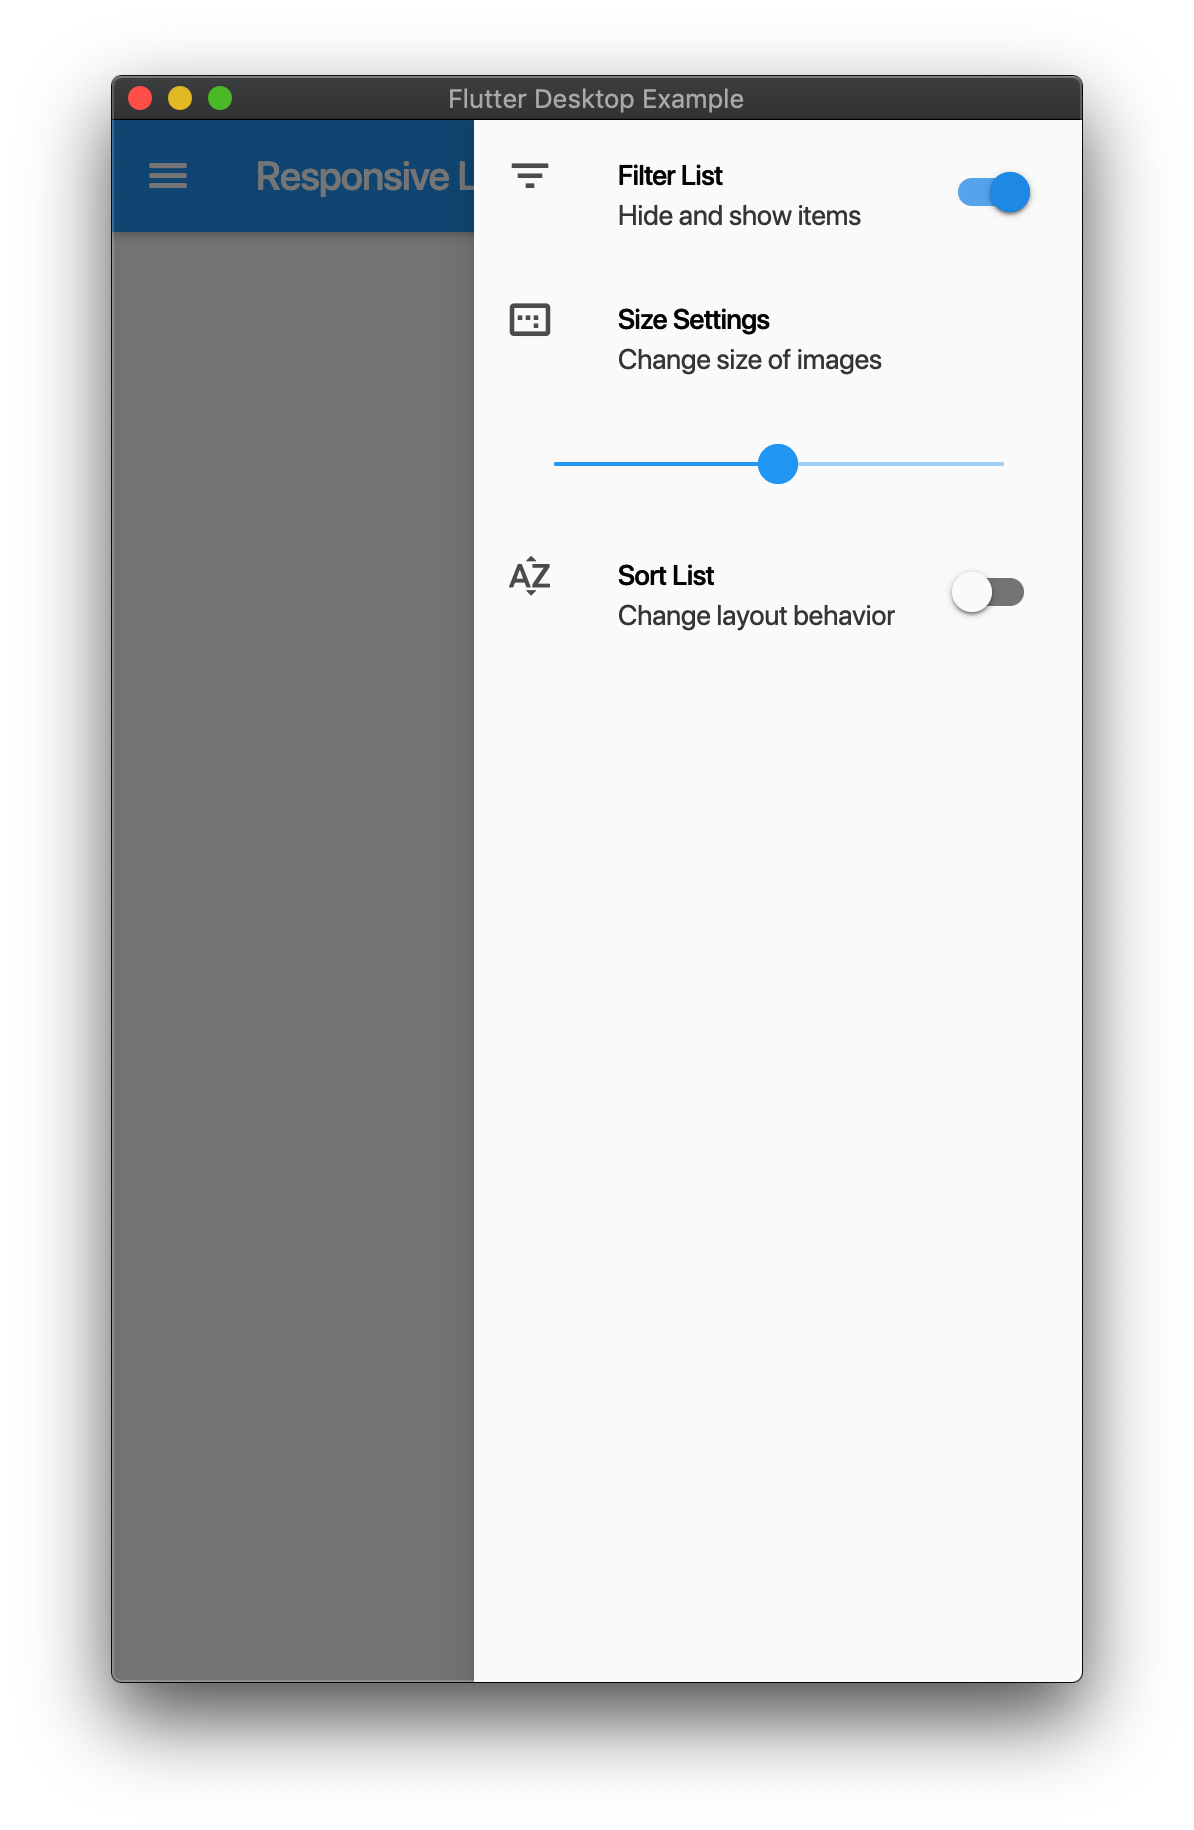 Flutter Desktop Example
Responsive L
Filter List
Hide and show items
Size Settings
Change size of images
AZ
Sort List
Change layout behavior